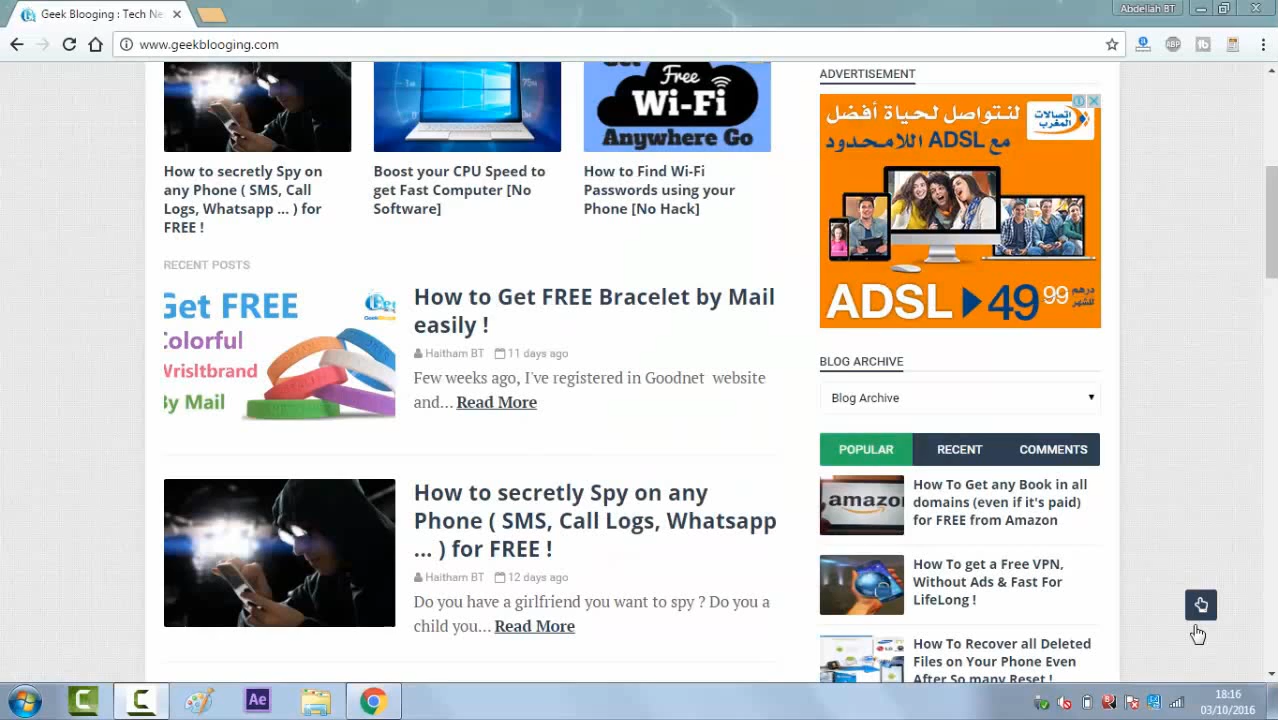 Geek Blooging : Tech Ne
Abdellah BT
www.geekblooging.com
ABP
Free
Wi-Fi
Anywhere Go
How to secretly Spy on
any Phone ( SMS, Call
Logs, Whatsapp ... ) for
FREE !
Boost your CPU Speed to
get Fast Computer [No
Software]
How to Find Wi-Fi
Passwords using your
Phone [No Hack]
RECENT POSTS
Get FREE
Colorful
Wrisltbrand
By Mail
How to Get FREE Bracelet by Mail
easily !
Haitham BT 11 days ago
Few weeks ago, I've registered in Goodnet website
and... Read More
How to secretly Spy on any
Phone ( SMS, Call Logs, Whatsapp
... ) for FREE !
Haitham BT 12 days ago
Do you have a girlfriend you want to spy ? Do you a
child you... Read More
ADVERTISEMENT
لنتواصل لحياة أفضل
اتصالات المغرب
مع ADSL اللامحدود
ADSL 49 99 درهم للشهر
BLOG ARCHIVE
Blog Archive
POPULAR RECENT COMMENTS
amazon
How To Get any Book in all
domains (even if it's paid)
for FREE from Amazon
How To get a Free VPN,
Without Ads & Fast For
LifeLong !
How To Recover all Deleted
Files on Your Phone Even
After So many Reset !
Ae
18:16
03/10/2016